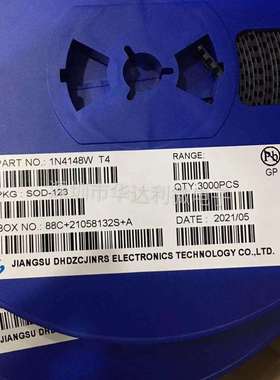 PART NO.: 1N4148W T4
RANGE:
PKG : SOD-123
QTY:3000PCS
BOX NO.: 88C+21058132S+A
DATE : 2021/05
JIANGSU DHDZCJINRS ELECTRONICS TECHNOLOGY CO.,LTD.
GP